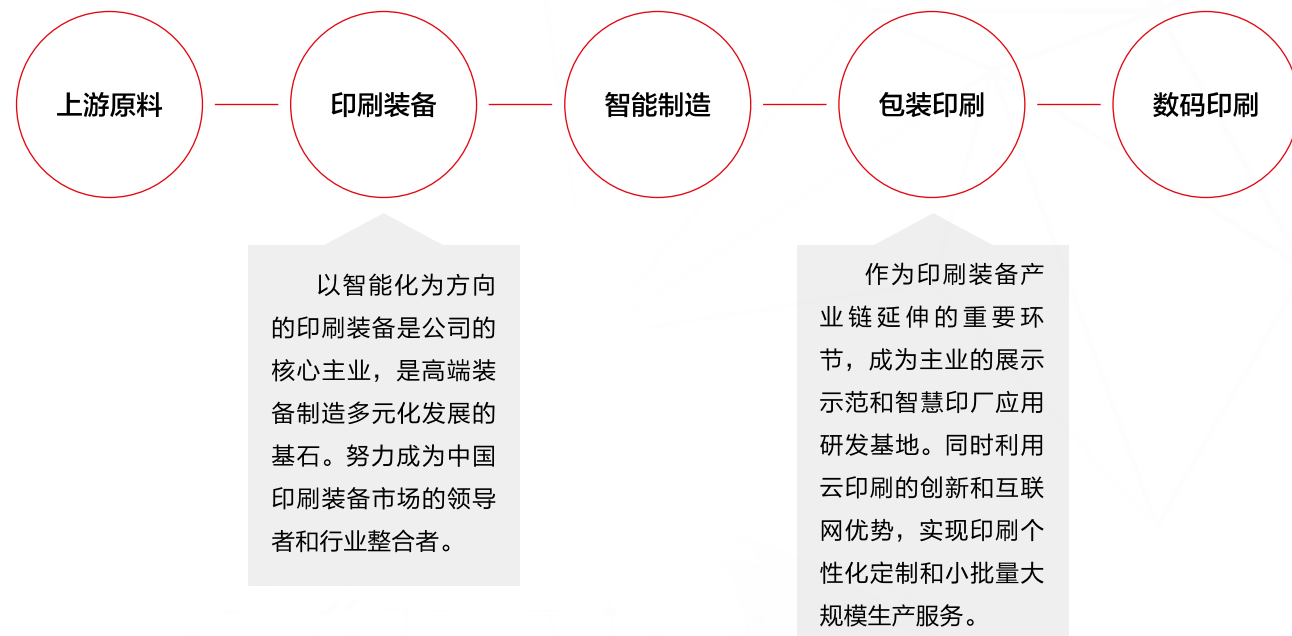 上游原料
印刷装备
智能制造
包装印刷
数码印刷
以智能化为方向
的印刷装备是公司的
核心主业，是高端装
备制造多元化发展的
基石。努力成为中国
印刷装备市场的领导
者和行业整合者。
作为印刷装备产
业链延伸的重要环
节，成为主业的展示
示范和智慧印厂应用
研发基地。同时利用
云印刷的创新和互联
网优势，实现印刷个
性化定制和小批量大
规模生产服务。